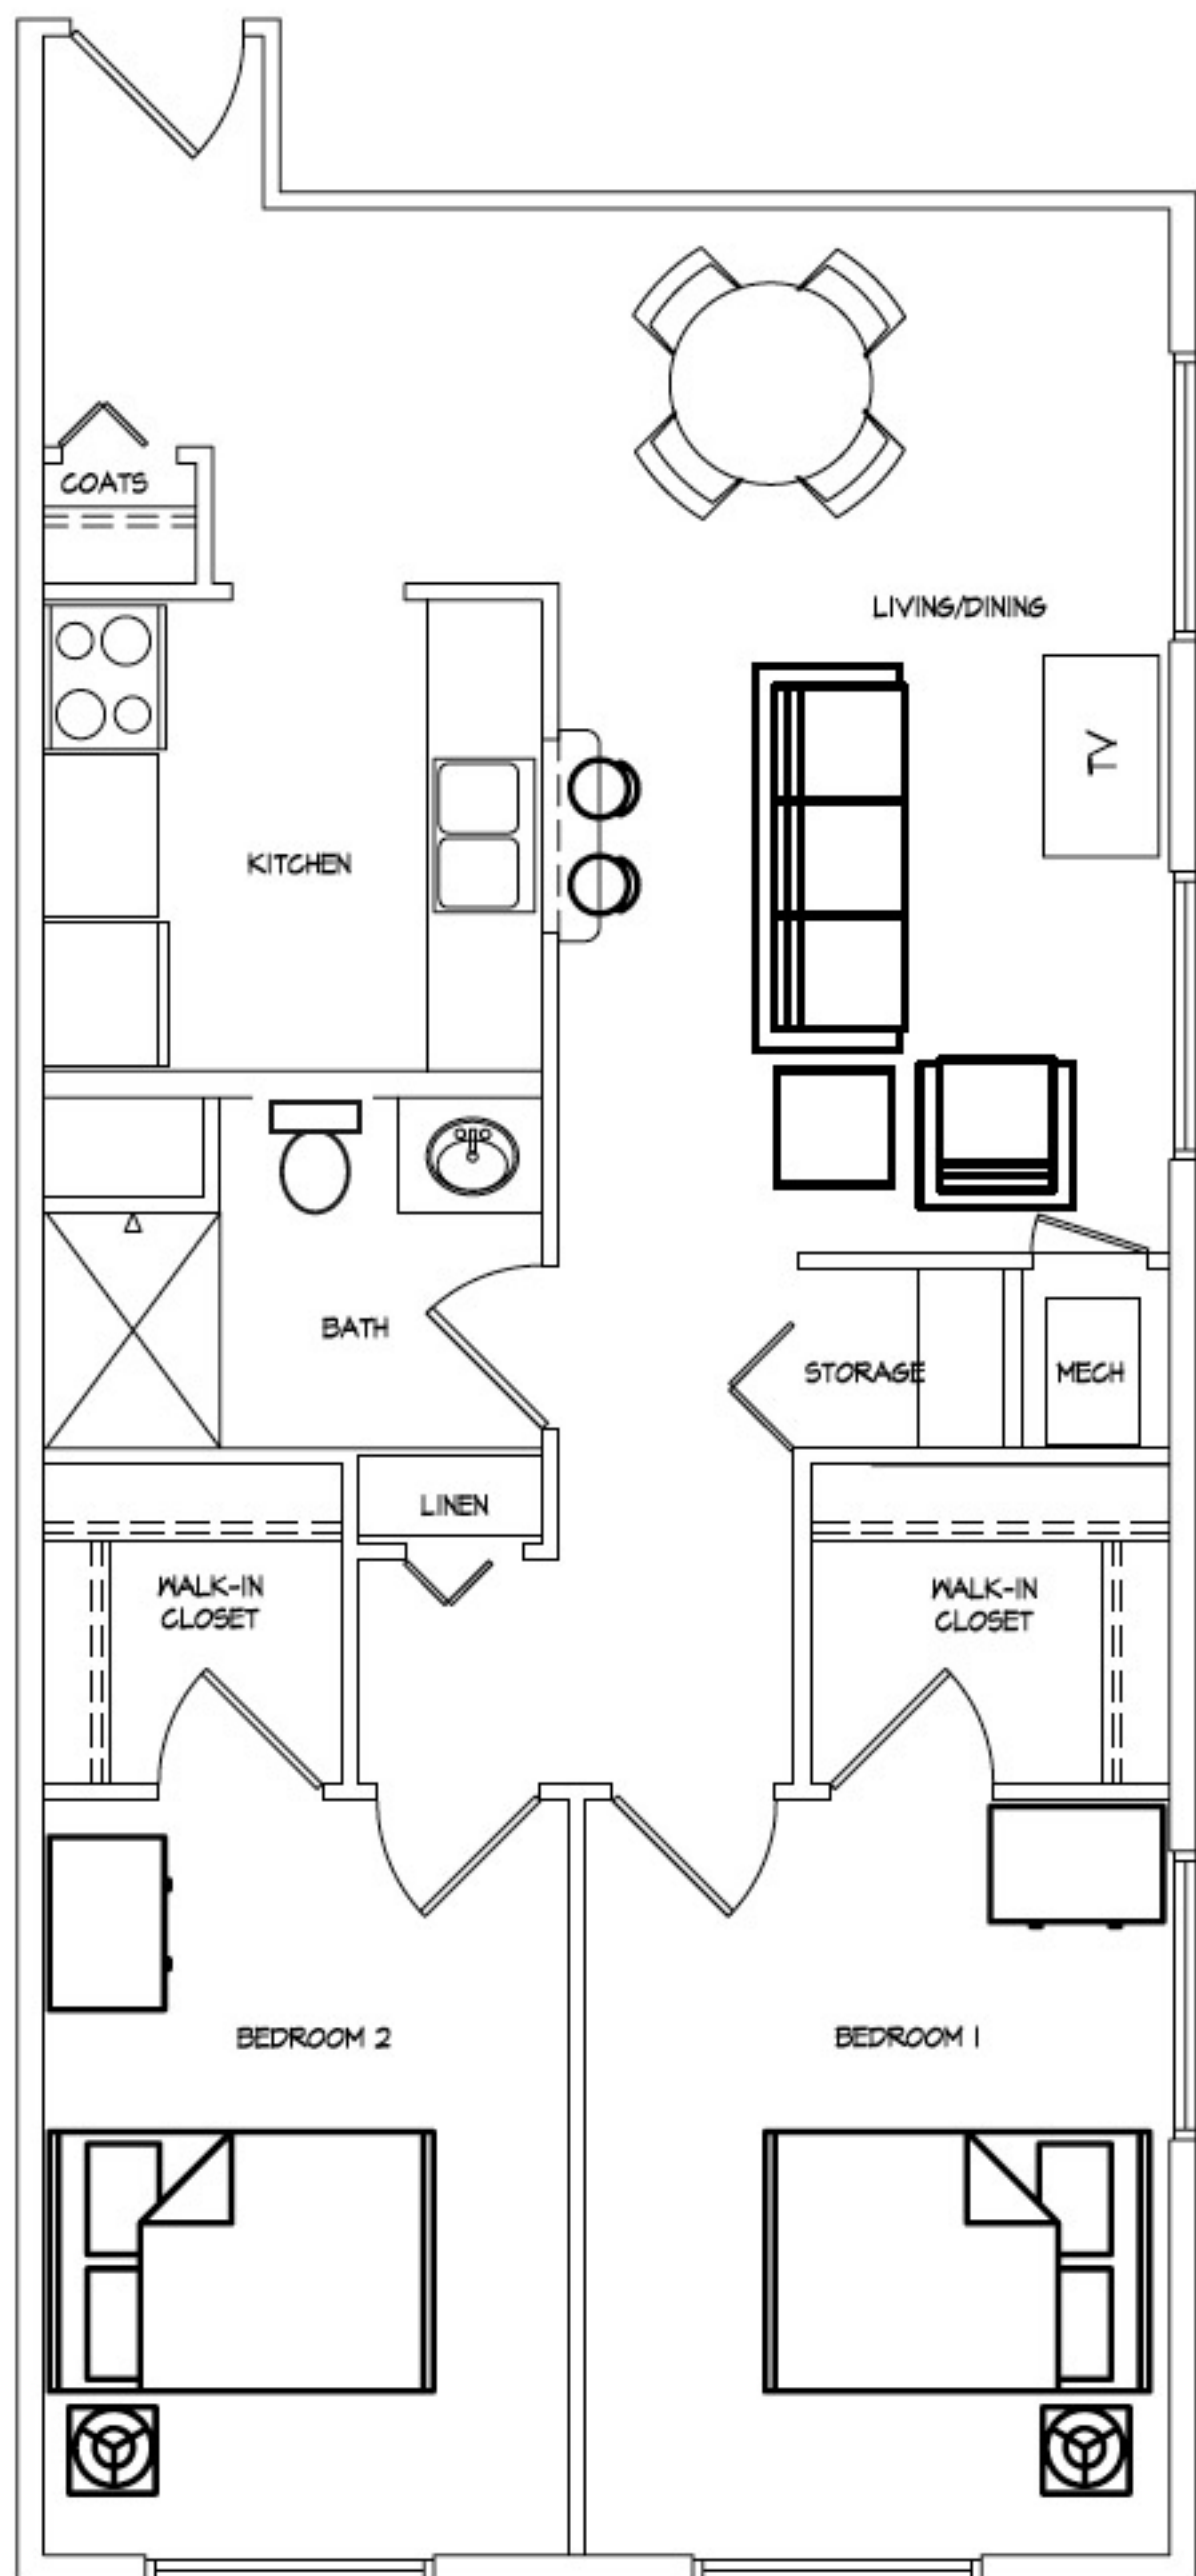 COATS
LIVING/DINING
TV
KITCHEN
BATH
STORAGE
MECH
LINEN
WALK-IN
CLOSET
WALK-IN
CLOSET
BEDROOM 2
BEDROOM 1